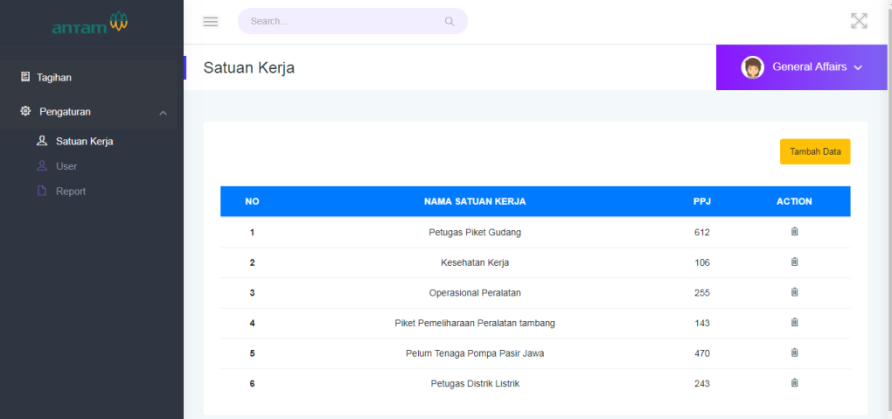 antam
Search...
Satuan Kerja
General Affairs
Tagihan
Pengaturan
Satuan Kerja
User
Report
Tambah Data
NO NAMA SATUAN KERJA PPJ ACTION
1 Petugas Piket Gudang 612
2 Kesehatan Kerja 106
3 Operasional Peralatan 255
4 Piket Pemeliharaan Peralatan tambang 143
5 Pelum Tenaga Pompa Pasir Jawa 470
6 Petugas Distrik Listrik 243